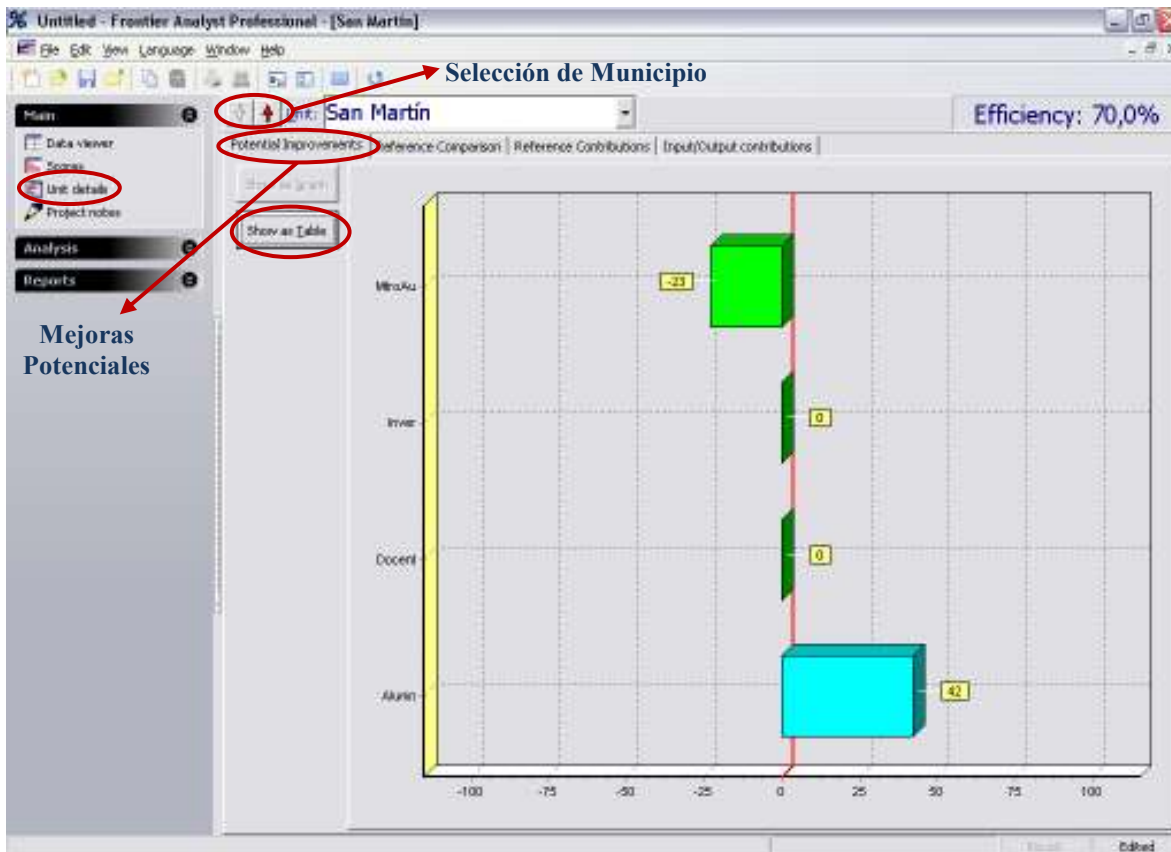 Untitled - Frontier Analyst Professional - [San Martín]
File Edit View Language Window Help
Selección de Municipio
Main
Unit: San Martín
Efficiency: 70,0%
Data viewer
Scores
Unit details
Project notes
Potential Improvements Reference Comparison Reference Contributions Input/Output contributions
Show as Graph
Show as Table
Analysis
Reports
Mejoras
Potenciales
-23
Inver
0
Docent
0
Alumn
42
-100 -75 -50 -25 0 25 50 75 100
Edited